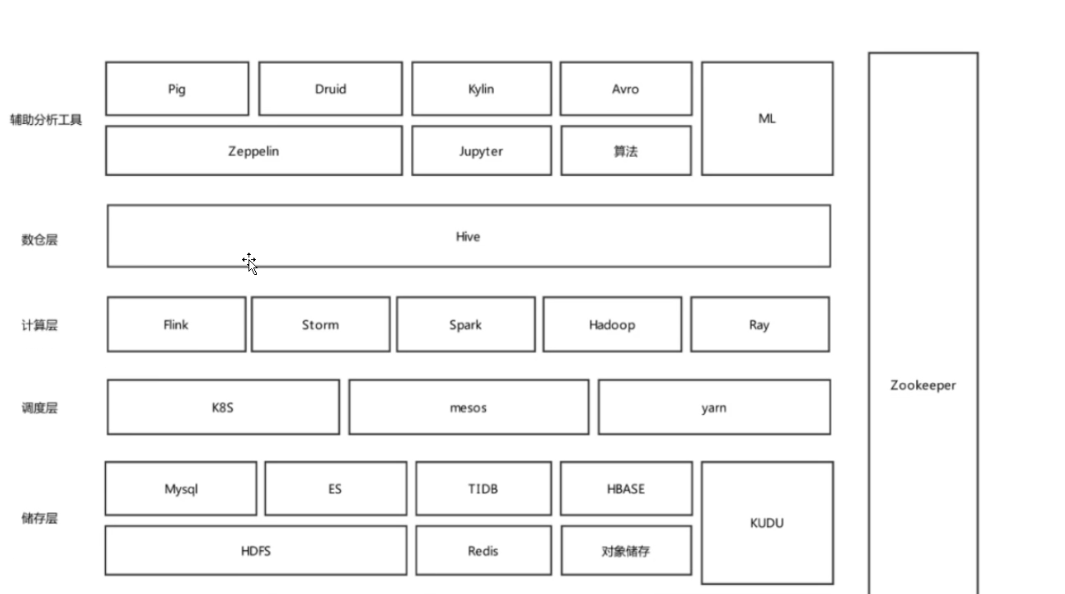 Pig
Druid
Kylin
Avro
ML
辅助分析工具
Zeppelin
Jupyter
算法
数仓层
Hive
计算层
Flink
Storm
Spark
Hadoop
Ray
Zookeeper
调度层
K8S
mesos
yarn
储存层
Mysql
ES
TIDB
HBASE
KUDU
HDFS
Redis
对象储存